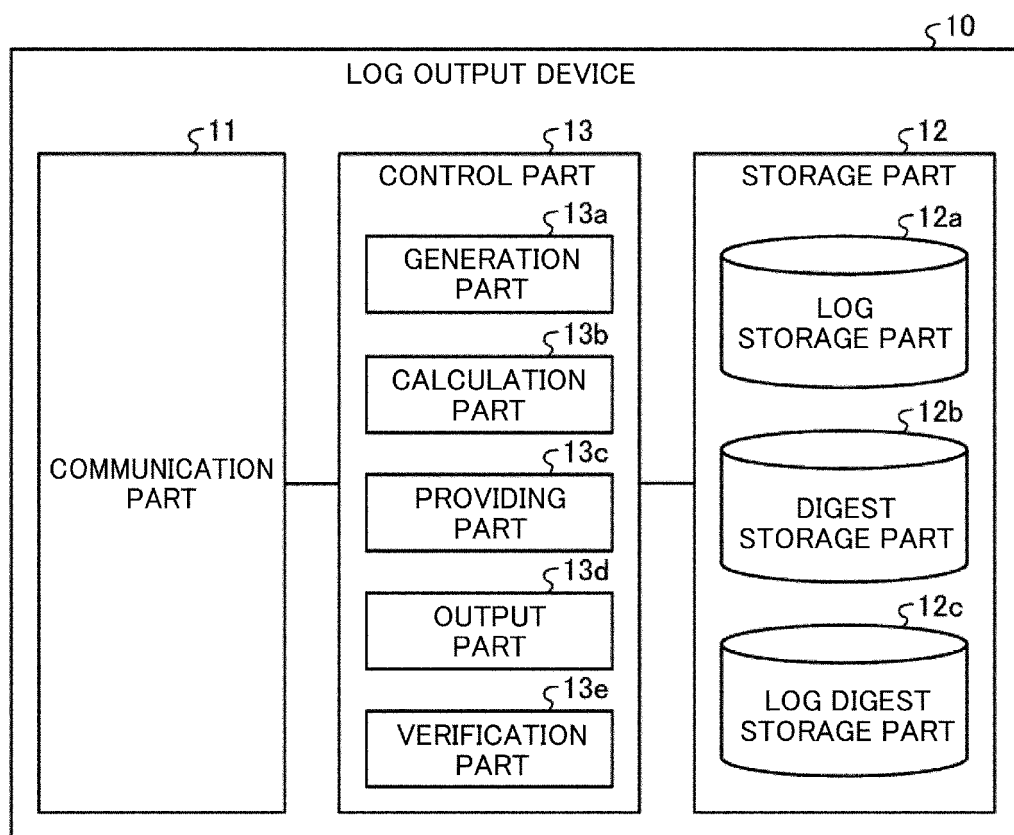 10
LOG OUTPUT DEVICE
11
COMMUNICATION
PART
13
CONTROL PART
13a
GENERATION
PART
13b
CALCULATION
PART
13c
PROVIDING
PART
13d
OUTPUT
PART
13e
VERIFICATION
PART
12
STORAGE PART
12a
LOG
STORAGE PART
12b
DIGEST
STORAGE PART
12c
LOG DIGEST
STORAGE PART